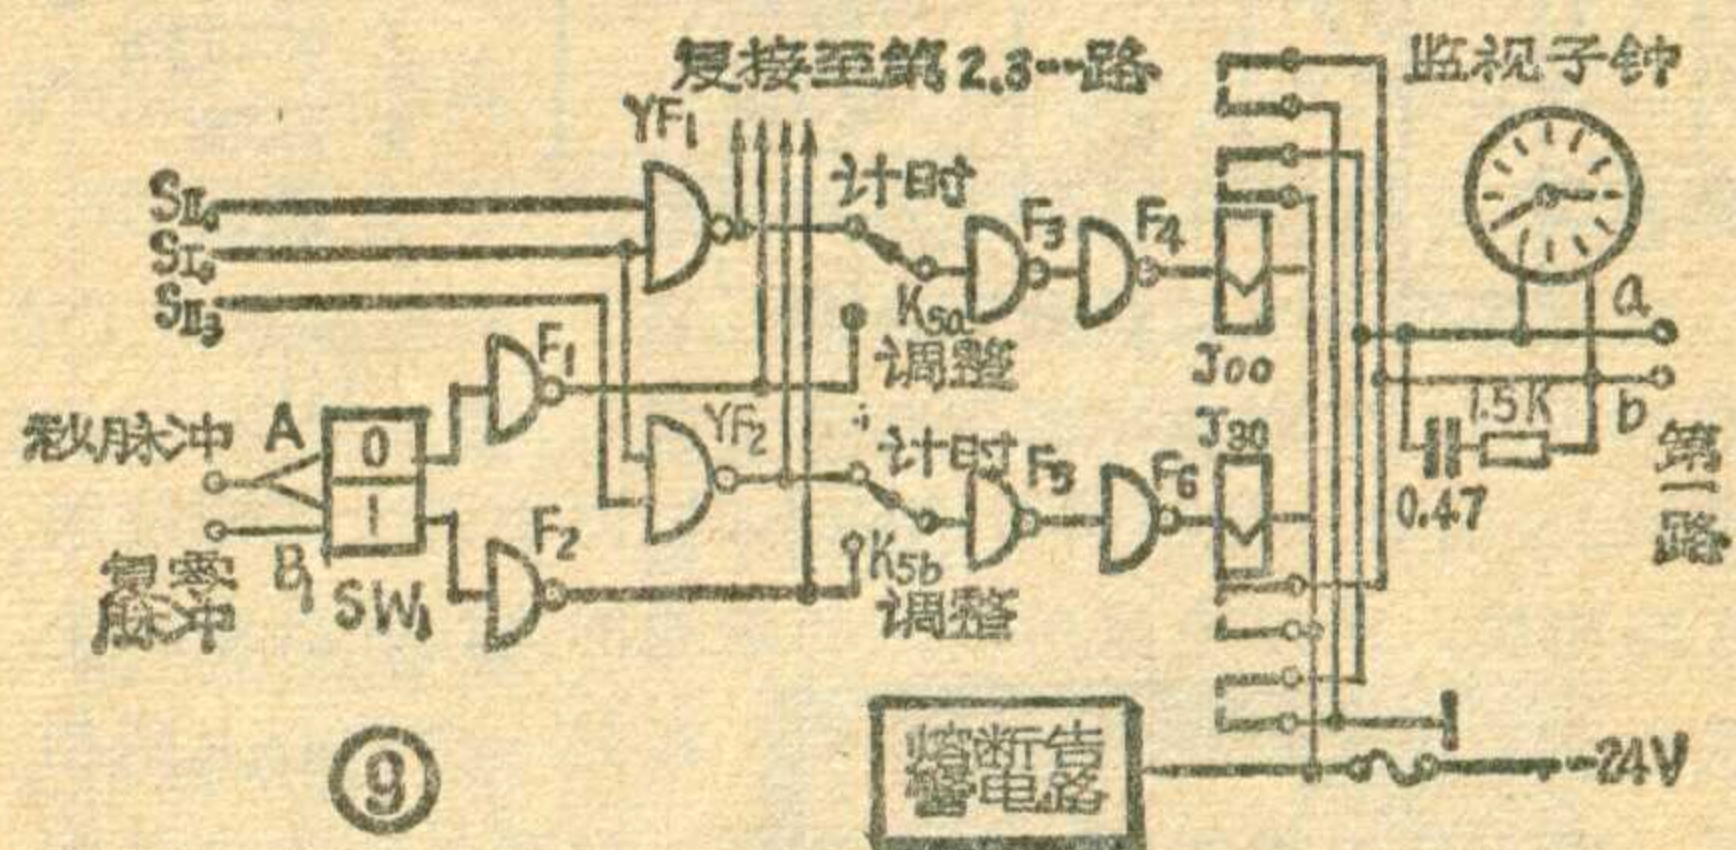 复接至第2.3…路
监视子钟
YF₁
计时
SⅡ₀
SⅠ₀
SⅡ₃
F₃
F₄
K₅ₐ
调整
J₀₀
a
b
1.5K
0.47
第一路
F₁
秒脉冲
A
0
1
复零
脉冲
B₁
SW₁
F₂
YF₂
计时
F₅
F₆
J₃₀
K₅b
调整
熔断告
警电路
-24V
⑨